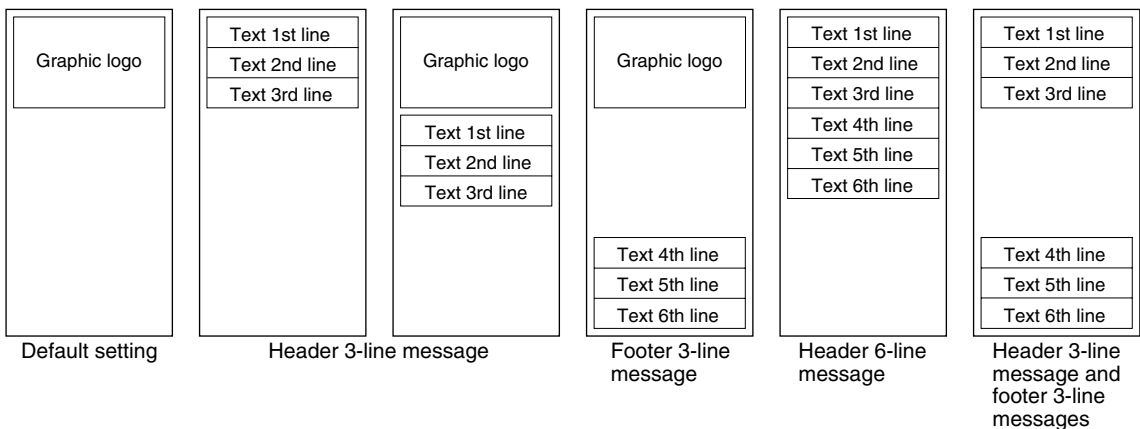 Graphic logo
Default setting
Text 1st line
Text 2nd line
Text 3rd line
Graphic logo
Text 1st line
Text 2nd line
Text 3rd line
Header 3-line message
Graphic logo
Text 4th line
Text 5th line
Text 6th line
Footer 3-line
message
Text 1st line
Text 2nd line
Text 3rd line
Text 4th line
Text 5th line
Text 6th line
Header 6-line
message
Text 1st line
Text 2nd line
Text 3rd line
Text 4th line
Text 5th line
Text 6th line
Header 3-line
message and
footer 3-line
messages